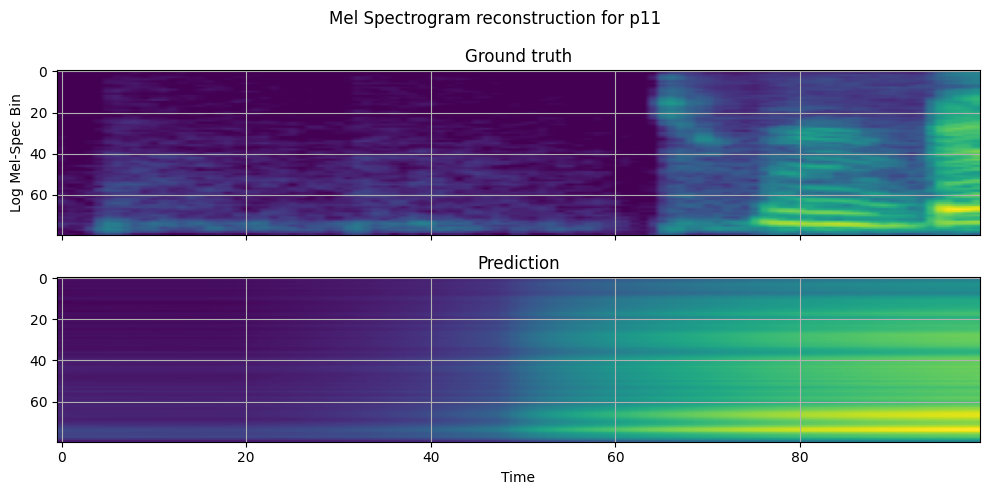 Mel Spectrogram reconstruction for p11
Ground truth
Log Mel-Spec Bin
0
20
40
60
Prediction
0
20
40
60
0 20 40 60 80
Time